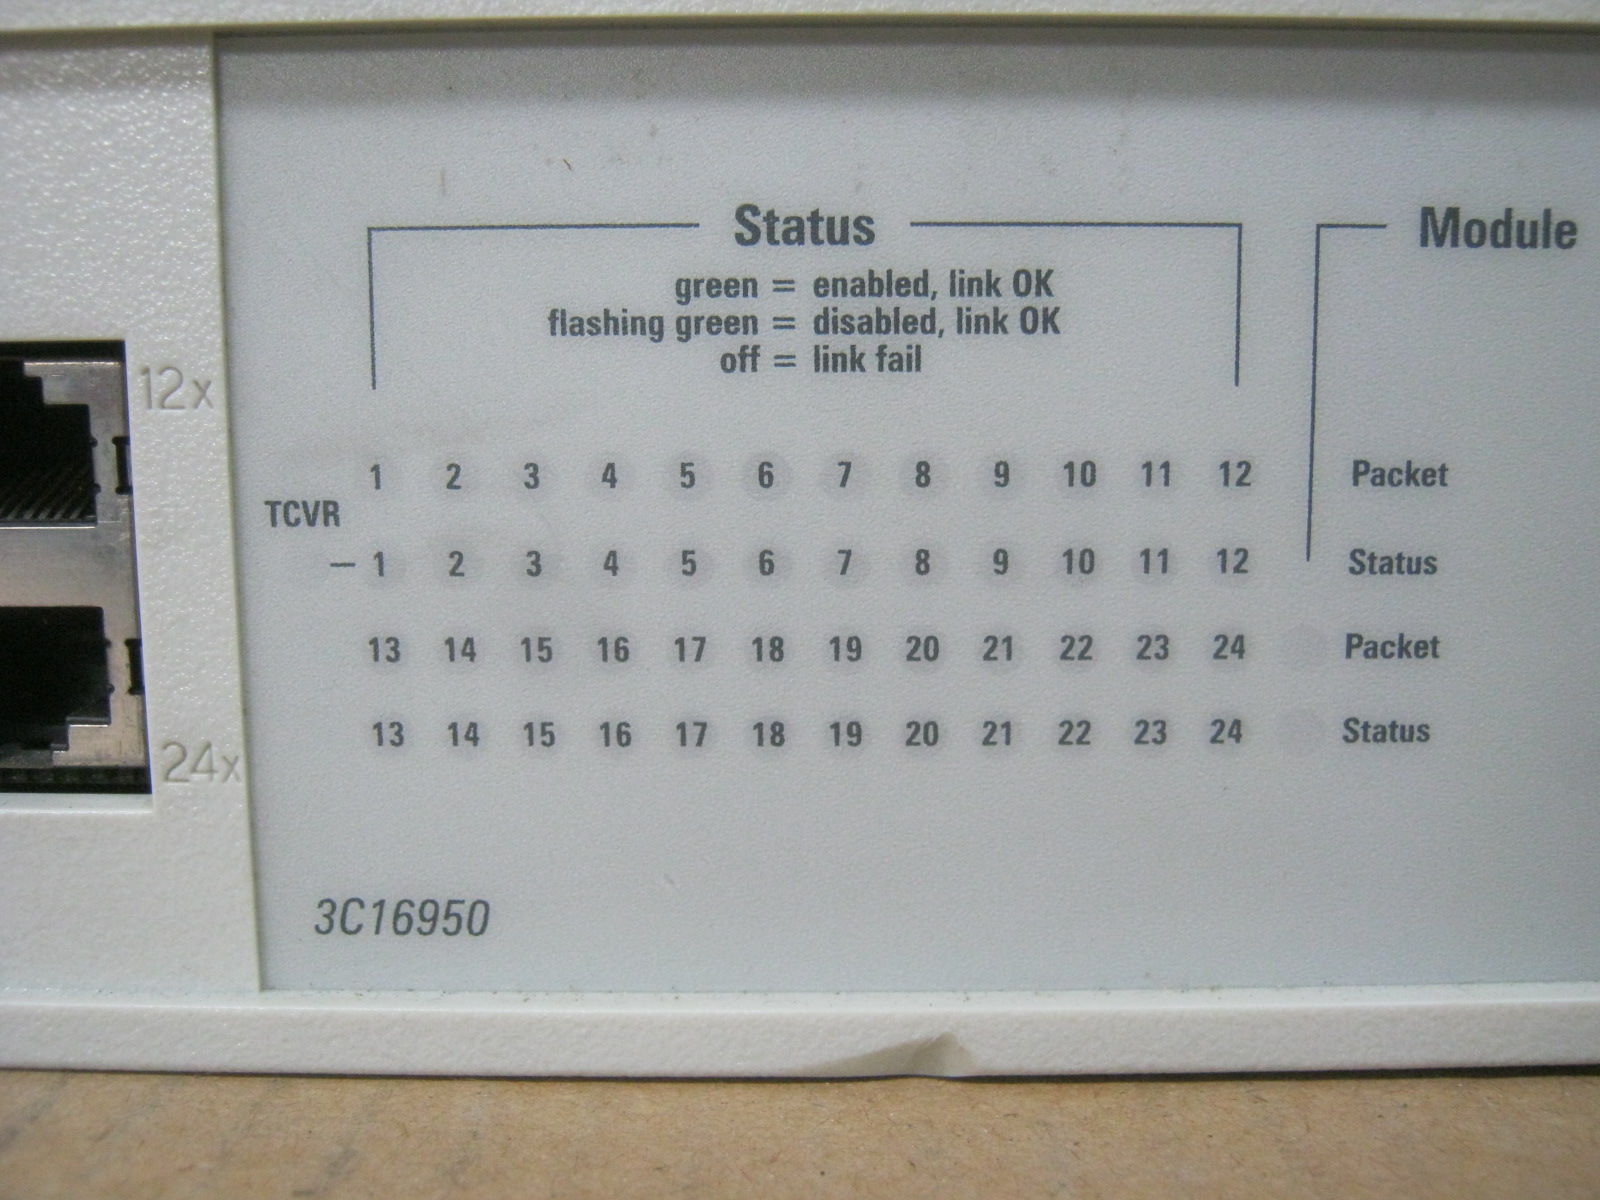 Status
Module
green = enabled, link OK
flashing green = disabled, link OK
off = link fail
12x
1 2 3 4 5 6 7 8 9 10 11 12 Packet
TCVR
– 1 2 3 4 5 6 7 8 9 10 11 12 Status
13 14 15 16 17 18 19 20 21 22 23 24 Packet
13 14 15 16 17 18 19 20 21 22 23 24 Status
24x
3C16950